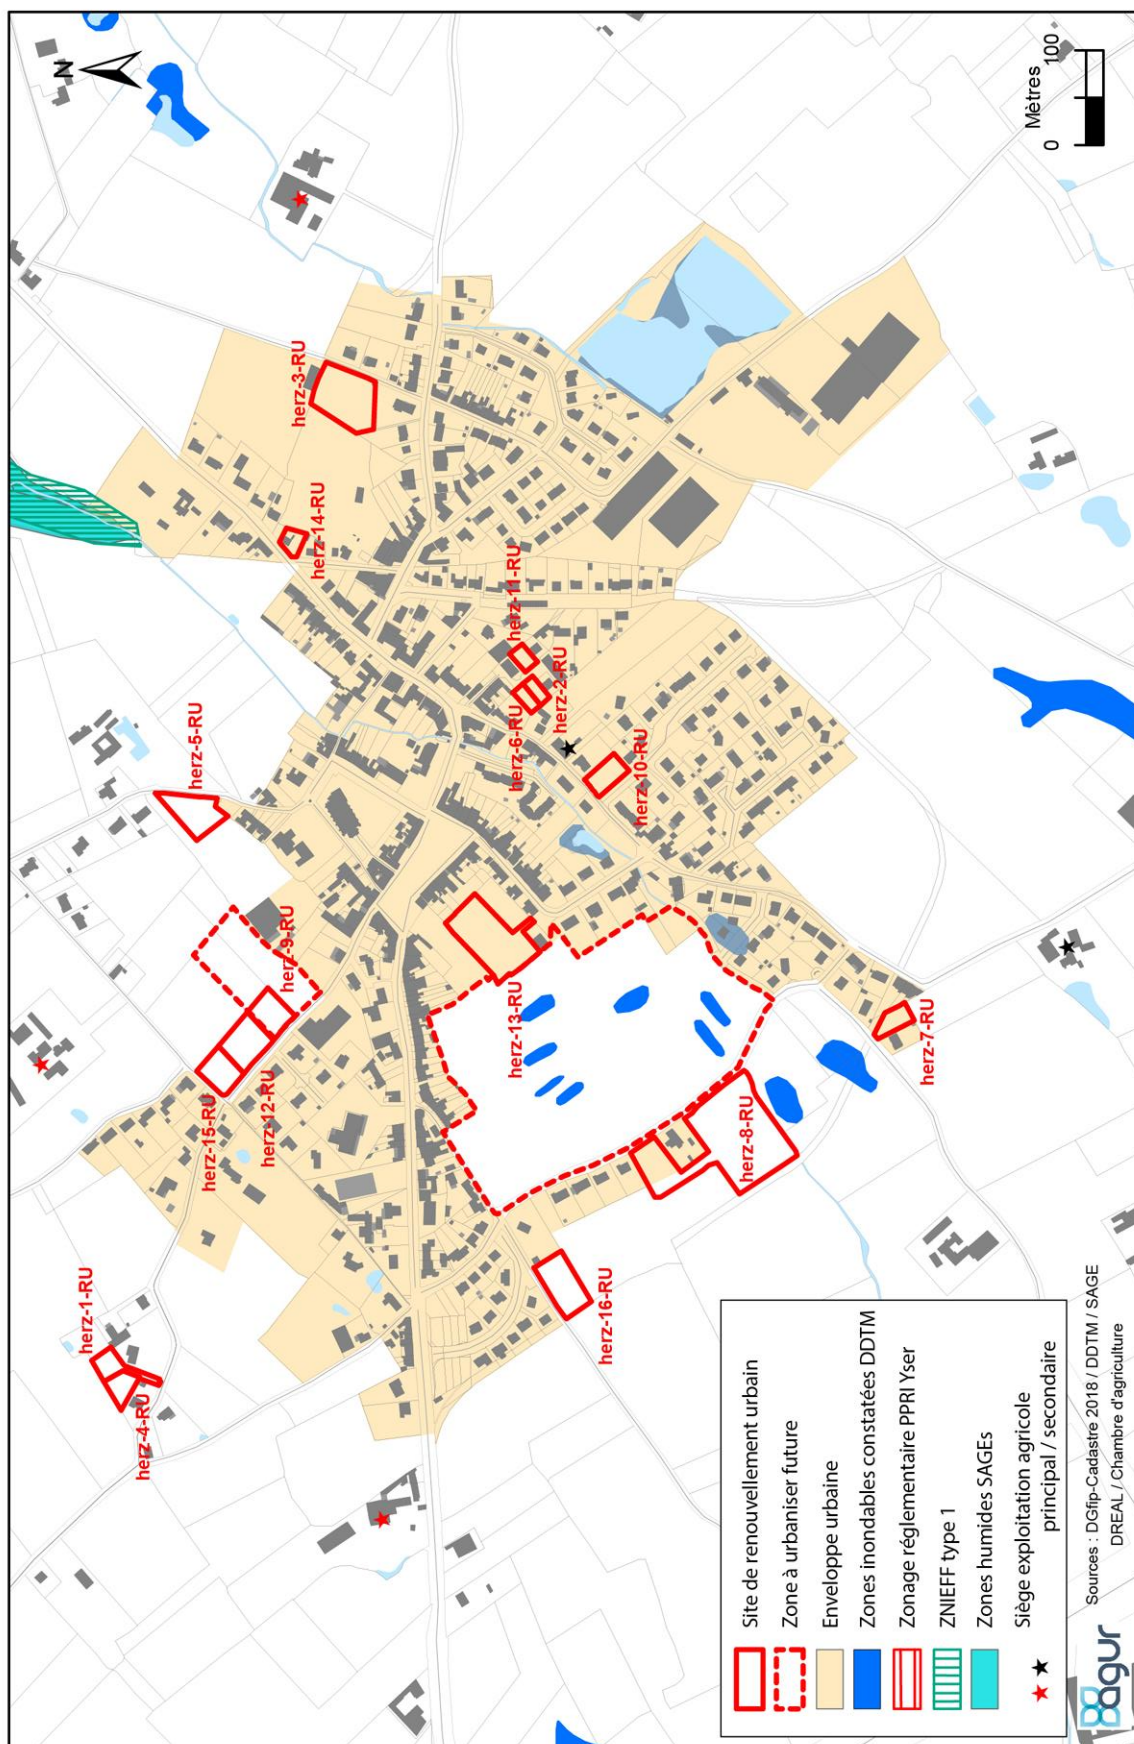 N
herz-1-RU
herz-4-RU
herz-15-RU
herz-12-RU
herz-9-RU
herz-5-RU
herz-14-RU
herz-3-RU
herz-16-RU
herz-13-RU
herz-8-RU
herz-6-RU
herz-2-RU
herz-11-RU
herz-10-RU
herz-7-RU
Site de renouvellement urbain
Zone à urbaniser future
Enveloppe urbaine
Zones inondables constatées DDTM
Zonage réglementaire PPRI Yser
ZNIEFF type 1
Zones humides SAGEs
Siège exploitation agricole
principal / secondaire
Mètres
0 100
agur
Sources : DGfip-Cadastre 2018 / DDTM / SAGE
DREAL / Chambre d'agriculture